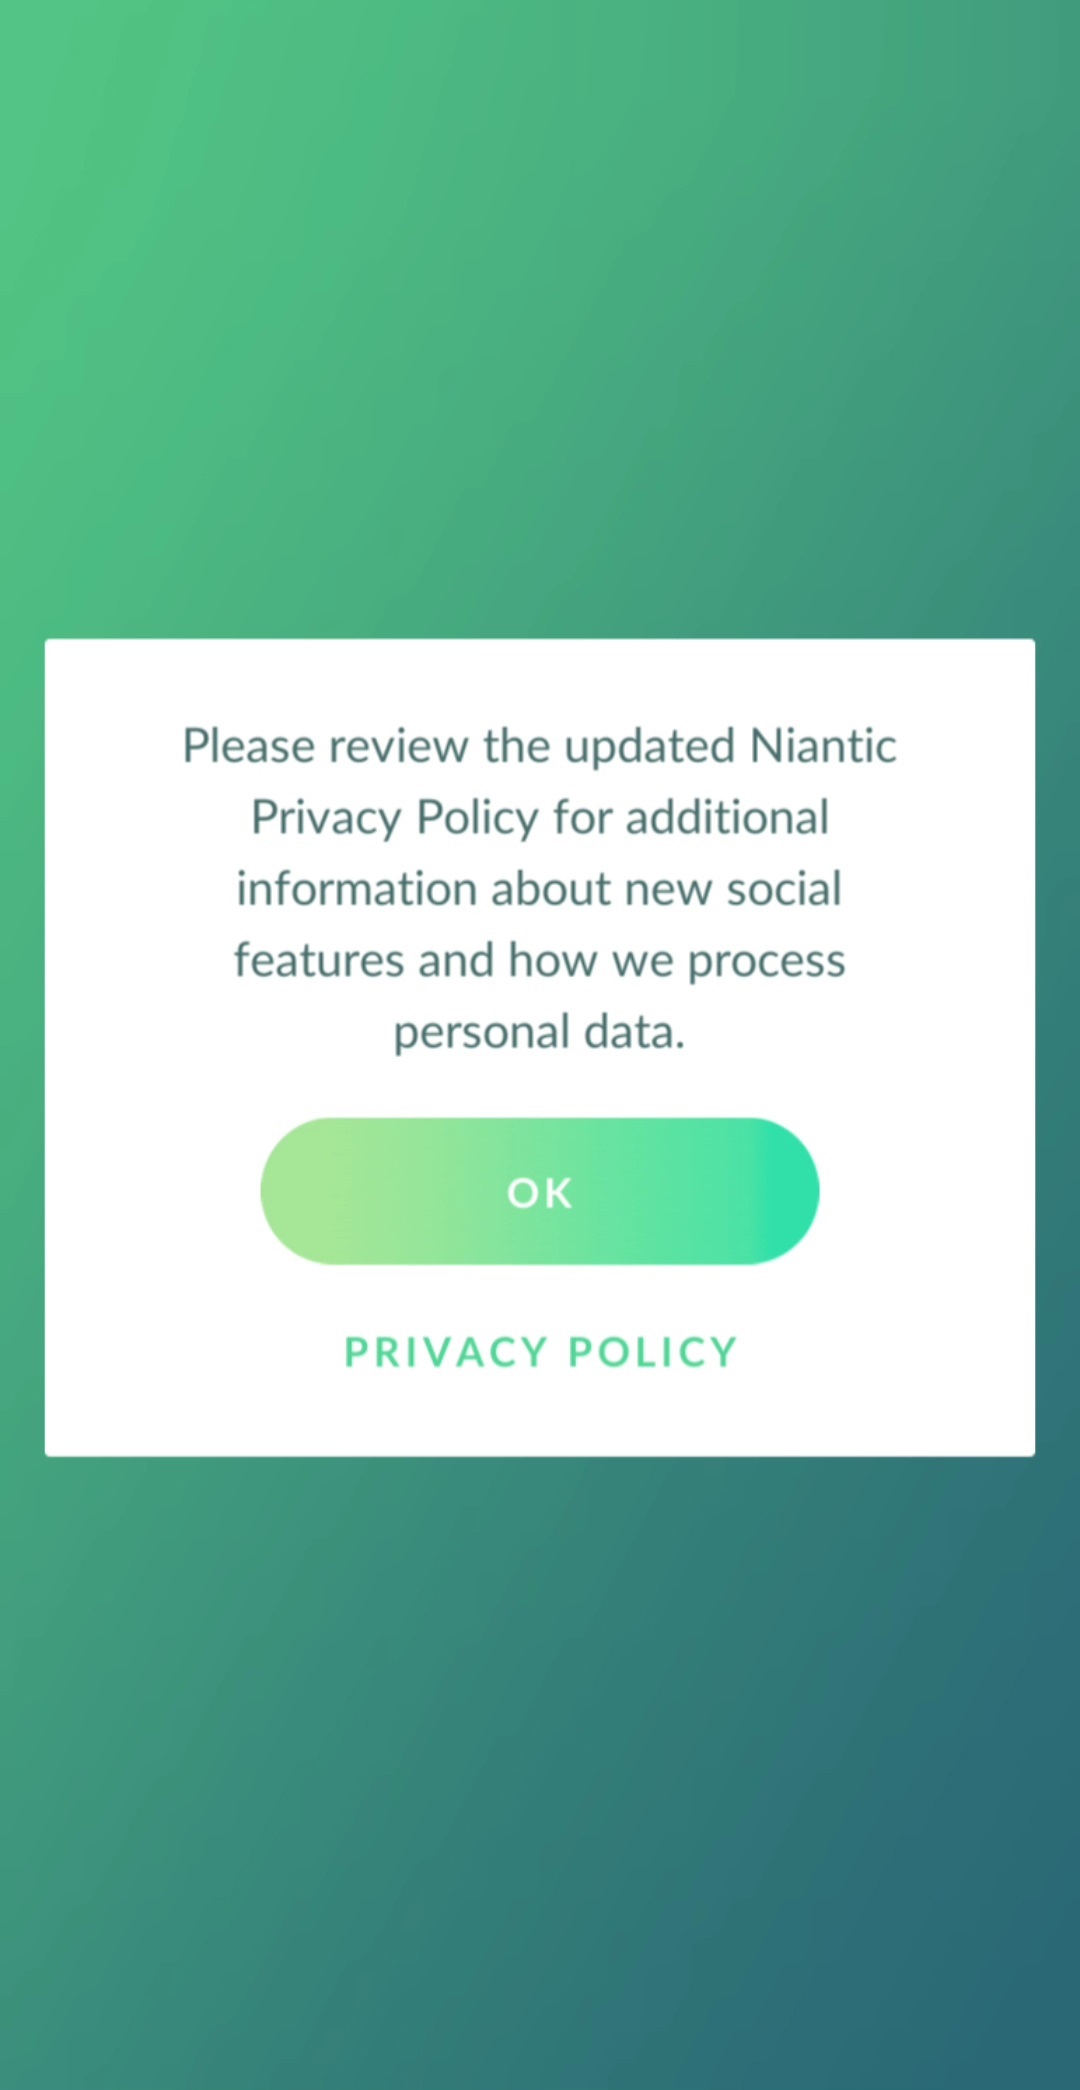 Please review the updated Niantic
Privacy Policy for additional
information about new social
features and how we process
personal data.
OK
PRIVACY POLICY